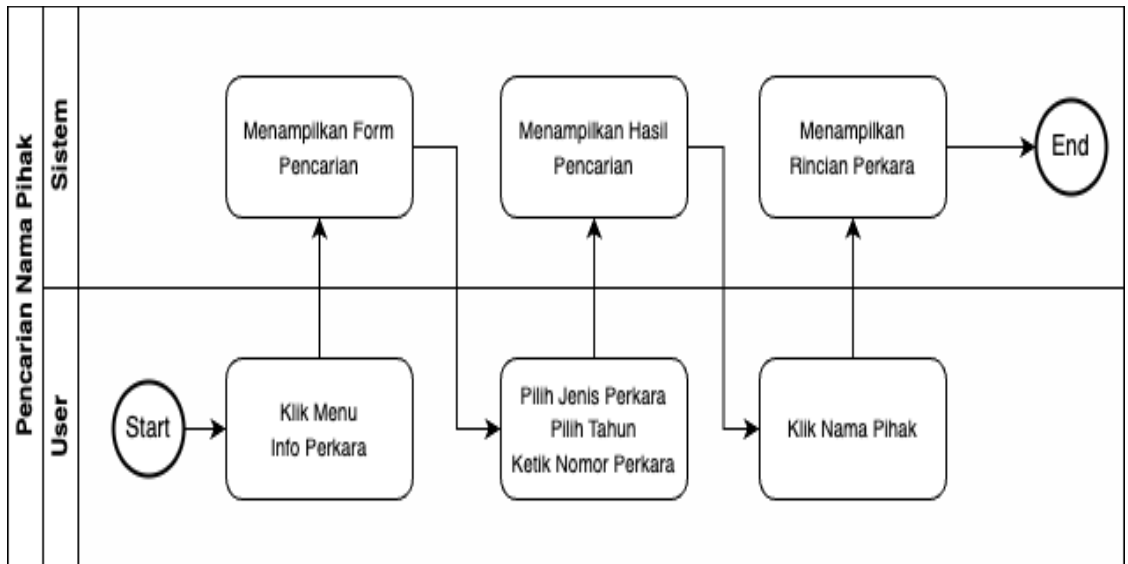 Pencarian Nama Pihak
Sistem
Menampilkan Form
Pencarian
Menampilkan Hasil
Pencarian
Menampilkan
Rincian Perkara
End
User
Start
Klik Menu
Info Perkara
Pilih Jenis Perkara
Pilih Tahun
Ketik Nomor Perkara
Klik Nama Pihak